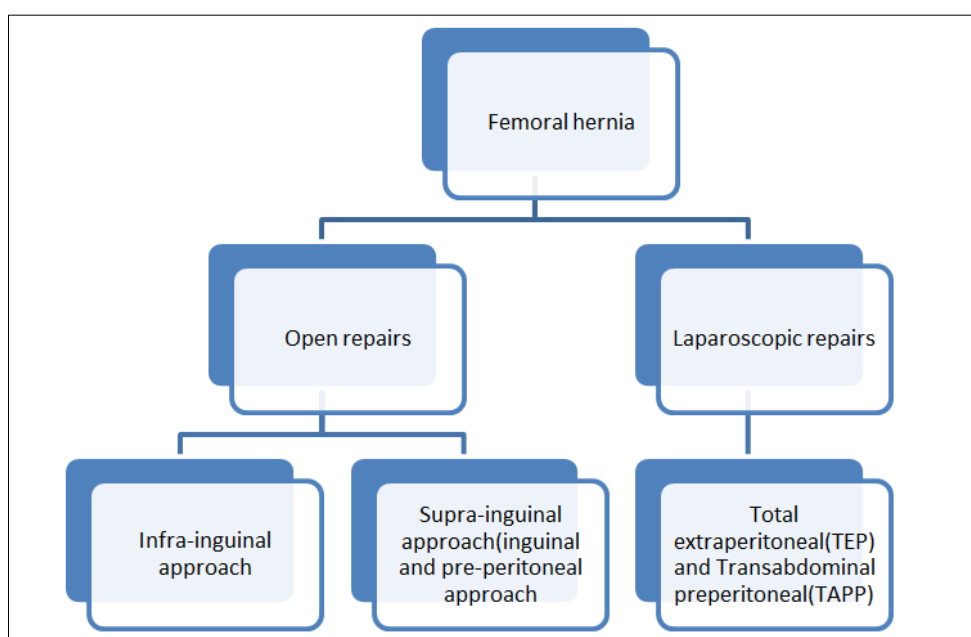 Femoral hernia
Open repairs
Laparoscopic repairs
Infra-inguinal
approach
Supra-inguinal
approach(inguinal
and pre-peritoneal
approach
Total
extraperitoneal(TEP)
and Transabdominal
preperitoneal(TAPP)